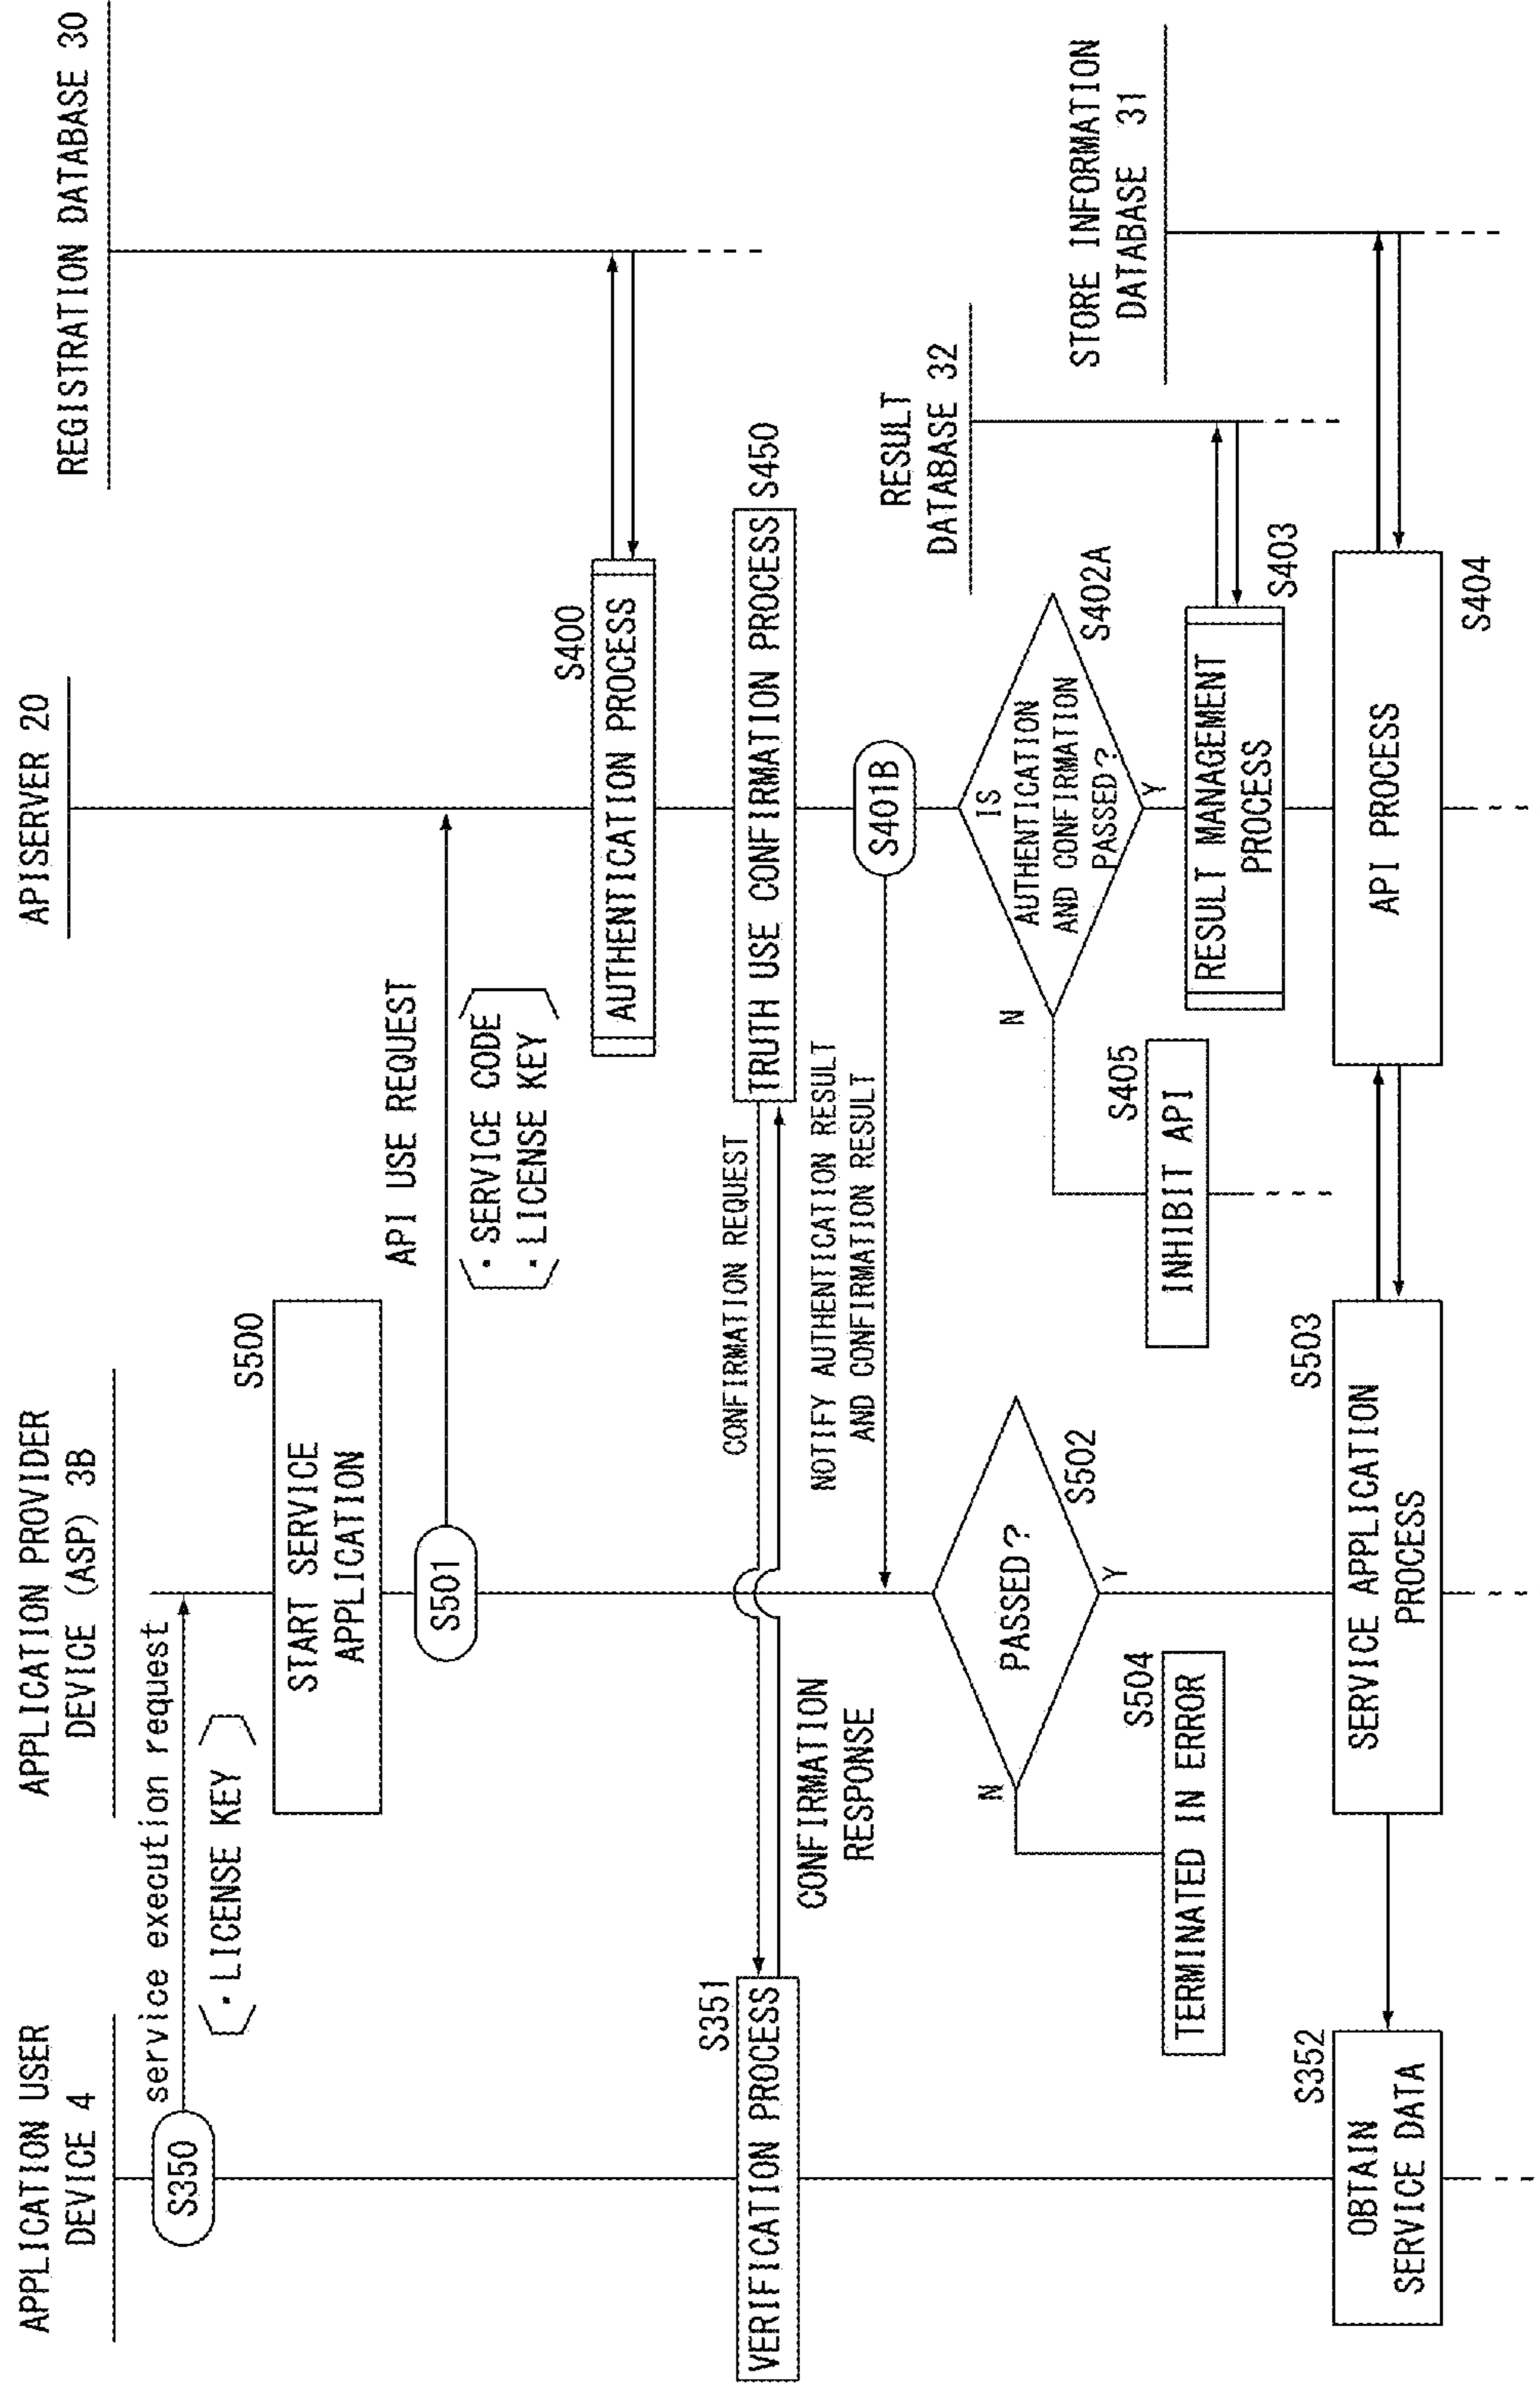 APPLICATION USER
DEVICE 4
APPLICATION PROVIDER
DEVICE (ASP) 3B
APISERVER 20
REGISTRATION DATABASE 30
S350
service execution request
· LICENSE KEY
S500
START SERVICE
APPLICATION
S501
API USE REQUEST
· SERVICE CODE
· LICENSE KEY
S400
AUTHENTICATION PROCESS
S351
VERIFICATION PROCESS
CONFIRMATION REQUEST
CONFIRMATION
RESPONSE
TRUTH USE CONFIRMATION PROCESS
S450
NOTIFY AUTHENTICATION RESULT
AND CONFIRMATION RESULT
S401B
RESULT
DATABASE 32
PASSED?
S502
N
Y
S504
TERMINATED IN ERROR
IS
AUTHENTICATION
AND CONFIRMATION
PASSED?
S402A
N
Y
S405
INHIBIT API
RESULT MANAGEMENT
PROCESS
S403
STORE INFORMATION
DATABASE 31
S352
OBTAIN
SERVICE DATA
S503
SERVICE APPLICATION
PROCESS
API PROCESS
S404